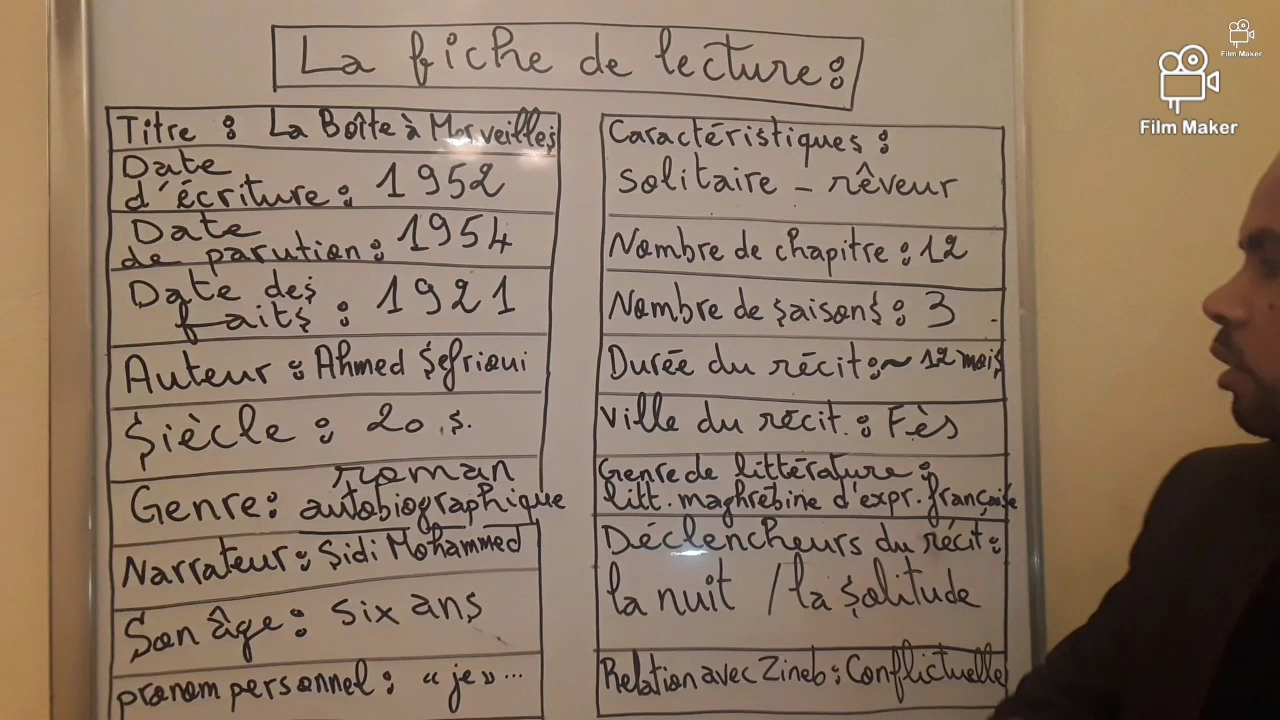 La fiche de lecture :
Titre : La Boîte à Merveilles
Date
d'écriture : 1952
Date
de parution : 1954
Date des
faits : 1921
Auteur : Ahmed Sefrioui
Siècle : 20 s.
roman
Genre : autobiographique
Narrateur : Sidi Mohammed
Son âge : six ans
pronom personnel : « je » ...
Caractéristiques :
solitaire - rêveur
Nombre de chapitre : 12
Nombre de saisons : 3
Durée du récit : ~ 12 mois
Ville du récit : Fès
Genre de littérature :
litt. maghrébine d'expr. française
Déclencheurs du récit :
la nuit / la solitude
Relation avec Zineb : Conflictuelle
Film Maker
Film Maker